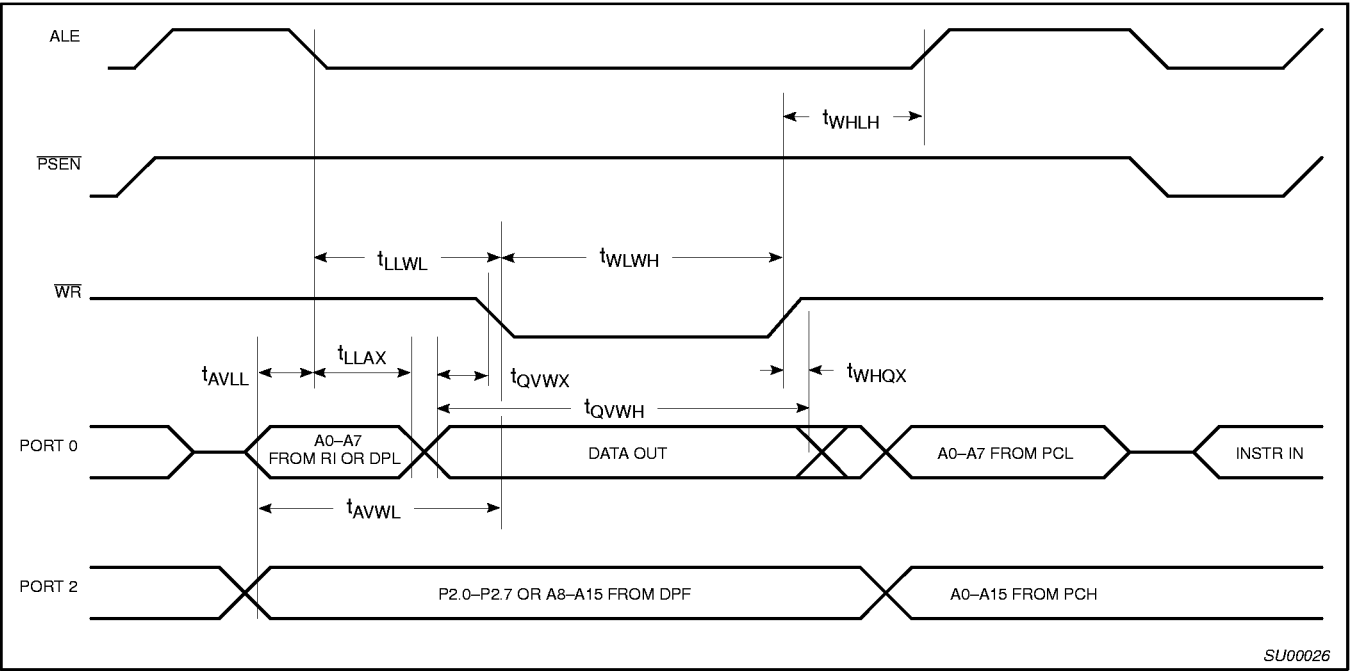 ALE
tWHLH
PSEN
tLLWL
tWLWH
WR
tLLAX
tAVLL
tQVWX
tWHQX
tQVWH
PORT 0
A0–A7
FROM RI OR DPL
DATA OUT
A0–A7 FROM PCL
INSTR IN
tAVWL
PORT 2
P2.0–P2.7 OR A8–A15 FROM DPF
A0–A15 FROM PCH
SU00026